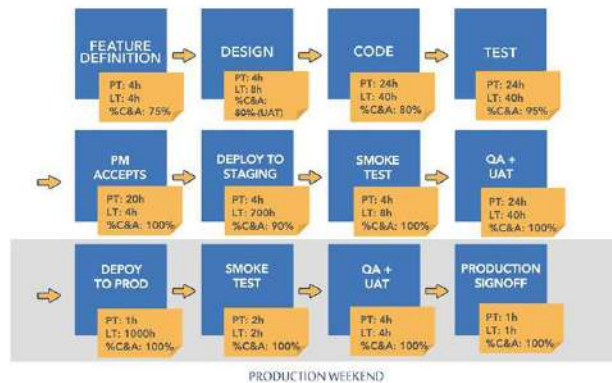 FEATURE
DEFINITION
PT: 4h
LT: 4h
%C&A: 75%
DESIGN
PT: 4h
LT: 8h
%C&A:
80% (UAT)
CODE
PT: 24h
LT: 40h
%C&A: 80%
TEST
PT: 24h
LT: 40h
%C&A: 95%
PM
ACCEPTS
PT: 20h
LT: 4h
%C&A: 100%
DEPLOY TO
STAGING
PT: 4h
LT: 700h
%C&A: 90%
SMOKE
TEST
PT: 4h
LT: 8h
%C&A: 100%
QA +
UAT
PT: 24h
LT: 40h
%C&A: 100%
DEPOY
TO PROD
PT: 1h
LT: 1000h
%C&A: 100%
SMOKE
TEST
PT: 2h
LT: 2h
%C&A: 100%
QA +
UAT
PT: 4h
LT: 4h
%C&A: 100%
PRODUCTION
SIGNOFF
PT: 1h
LT: 1h
%C&A: 100%
PRODUCTION WEEKEND